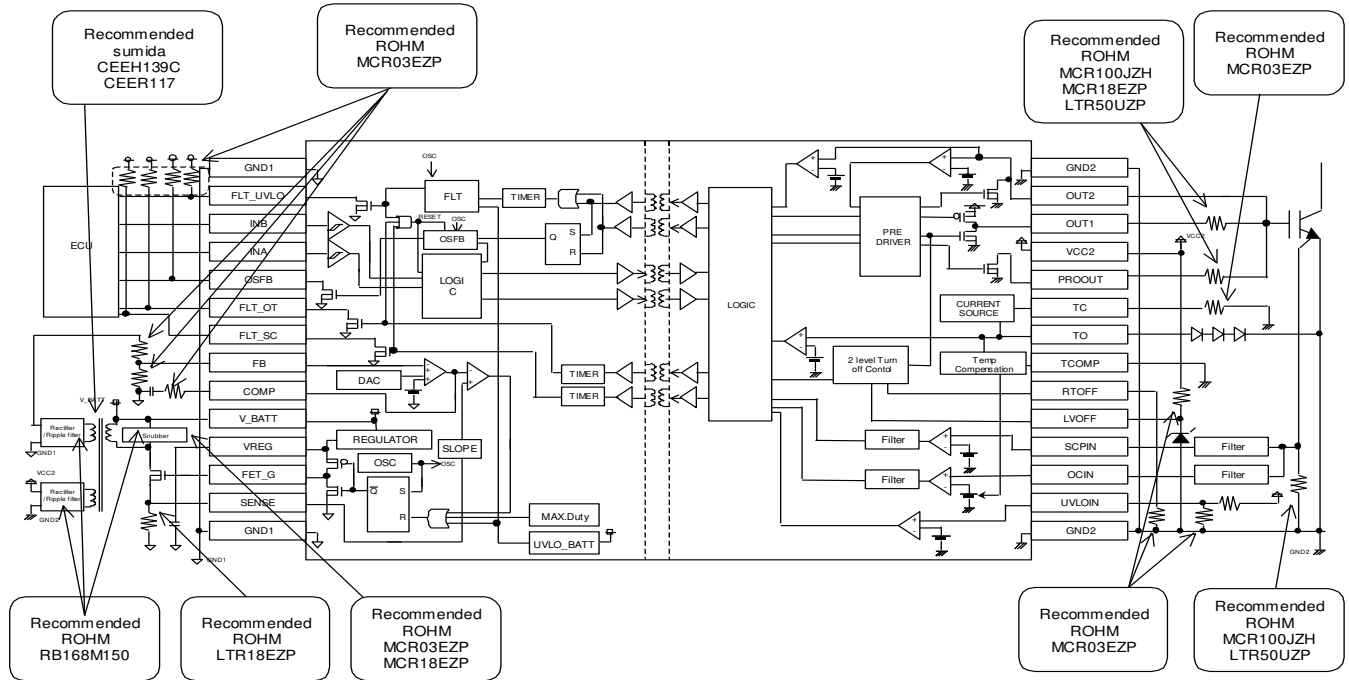 Recommended
sumida
CEEH139C
CEER117
Recommended
ROHM
MCR03EZP
Recommended
ROHM
MCR100JZH
MCR18EZP
LTR50UZP
Recommended
ROHM
MCR03EZP
ECU
GND1
FLT_UVLO
INB
INA
OSFB
FLT_OT
FLT_SC
FB
COMP
V_BATT
VREG
FET_G
SENSE
GND1
V_BATT
Rectifier
/Ripple filter
GND1
VCC2
Rectifier
/Ripple filter
GND2
Snubber
GND1
OSC
FLT
TIMER
RESET
OSC
OSFB
Q
S
R
LOGI
C
TIMER
TIMER
DAC
REGULATOR
SLOPE
OSC
OSC
Q
S
R
MAX.Duty
UVLO_BATT
LOGIC
PRE
DRIVER
CURRENT
SOURCE
2 level Turn
off Contol
Temp
Compensation
Filter
Filter
GND2
OUT2
OUT1
VCC2
PROOUT
TC
TO
TCOMP
RTOFF
LVOFF
SCPIN
OCIN
UVLOIN
GND2
VCC2
Filter
Filter
GND2
Recommended
ROHM
RB168M150
Recommended
ROHM
LTR18EZP
Recommended
ROHM
MCR03EZP
MCR18EZP
Recommended
ROHM
MCR03EZP
Recommended
ROHM
MCR100JZH
LTR50UZP